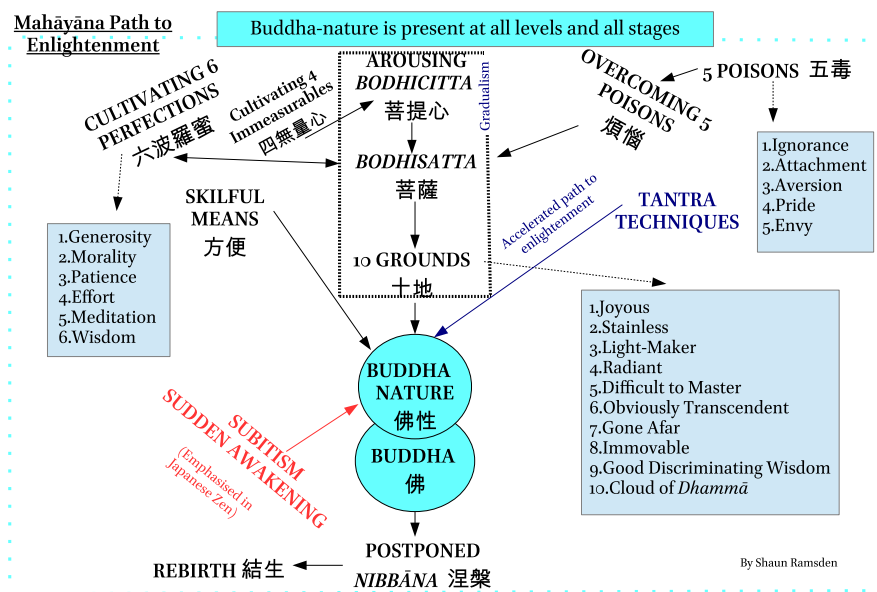 Mahāyāna Path to
Enlightenment
Buddha-nature is present at all levels and all stages
CULTIVATING 6
PERFECTIONS
六波羅蜜
Cultivating 4
Immeasurables
四無量心
AROUSING
BODHICITTA
菩提心
Gradualism
OVERCOMING 5
POISONS
煩惱
5 POISONS 五毒
1.Ignorance
2.Attachment
3.Aversion
4.Pride
5.Envy
BODHISATTA
菩薩
SKILFUL
MEANS
方便
1.Generosity
2.Morality
3.Patience
4.Effort
5.Meditation
6.Wisdom
Accelerated path to
enlightenment
TANTRA
TECHNIQUES
10 GROUNDS
十地
1.Joyous
2.Stainless
3.Light-Maker
4.Radiant
5.Difficult to Master
6.Obviously Transcendent
7.Gone Afar
8.Immovable
9.Good Discriminating Wisdom
10.Cloud of Dhammā
BUDDHA
NATURE
佛性
SUBITISM
SUDDEN AWAKENING
(Emphasised in
Japanese Zen)
BUDDHA
佛
POSTPONED
NIBBĀNA 涅槃
REBIRTH 結生
By Shaun Ramsden